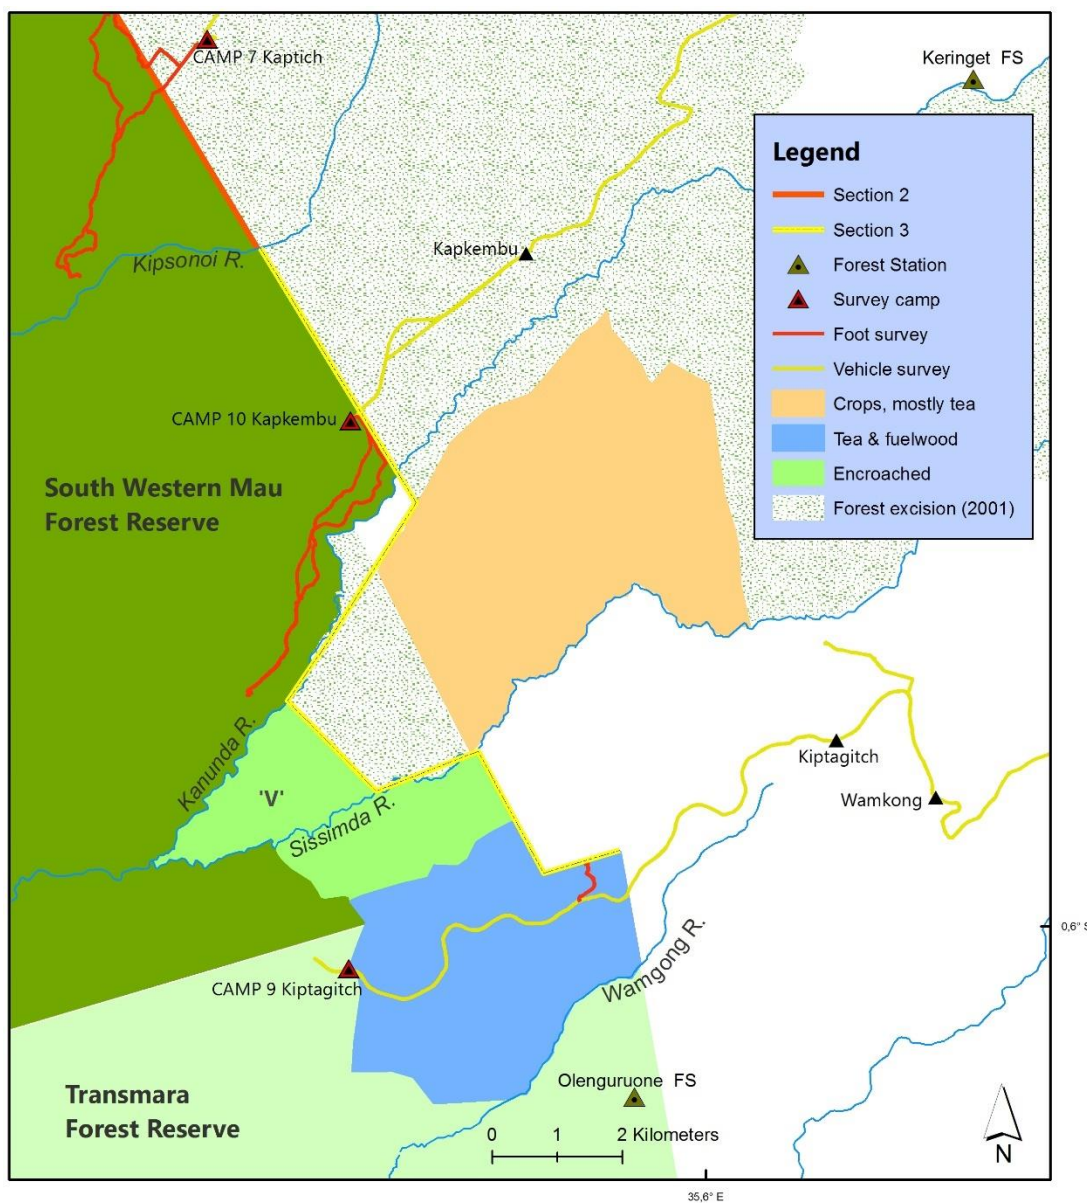 CAMP 7 Kaptich
Keringet FS
Legend
Section 2
Section 3
Forest Station
Survey camp
Foot survey
Vehicle survey
Crops, mostly tea
Tea & fuelwood
Encroached
Forest excision (2001)
Kapkembu
Kipsonoi R.
CAMP 10 Kapkembu
South Western Mau
Forest Reserve
Kanunda R.
'V'
Sissimda R.
Kiptagitch
Wamkong
0,6° S
Wamgong R.
CAMP 9 Kiptagitch
Olenguruone FS
Transmara
Forest Reserve
0 1 2 Kilometers
N
35,6° E